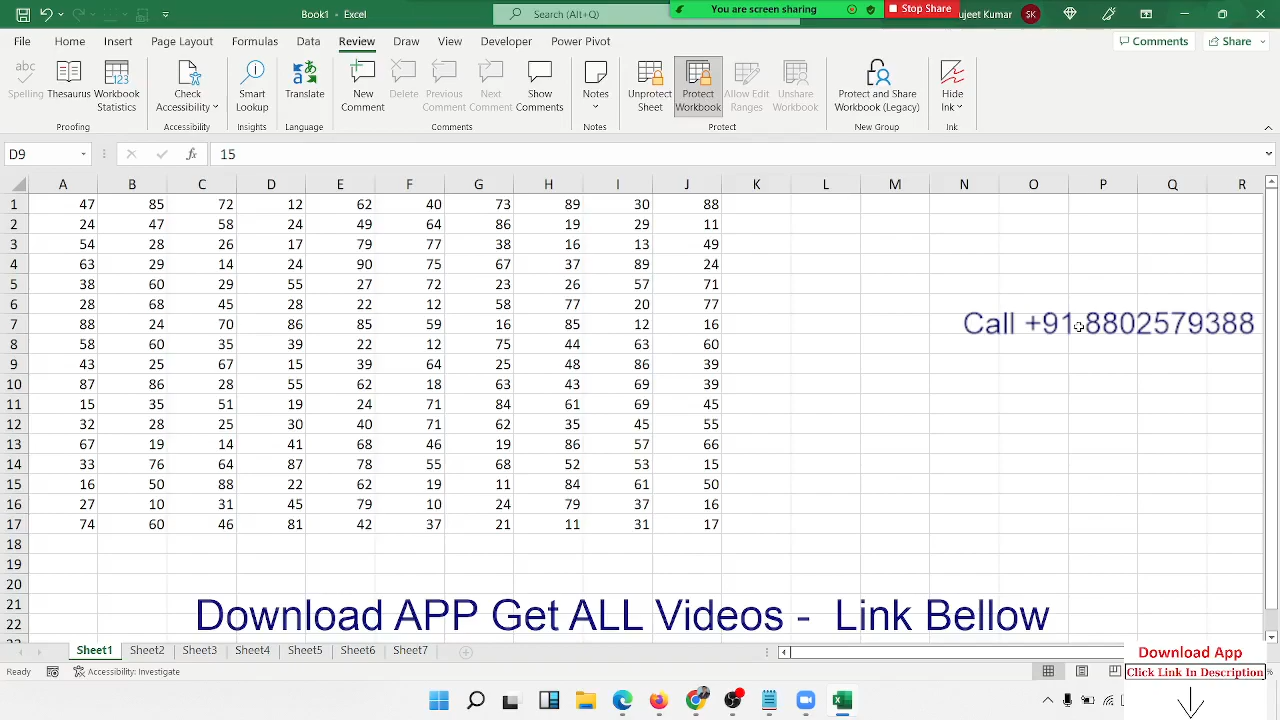 Book1 - Excel
Search (Alt+Q)
You are screen sharing
Stop Share
ujeet Kumar
SK
File Home Insert Page Layout Formulas Data Review Draw View Developer Power Pivot
Comments Share
Spelling Thesaurus Workbook Statistics
Check Accessibility
Smart Lookup
Translate
New Comment Delete Previous Comment Next Comment Show Comments
Notes
Unprotect Sheet Protect Workbook Allow Edit Ranges Unshare Workbook
Protect and Share Workbook (Legacy)
Hide Ink
Proofing Accessibility Insights Language Comments Notes Protect New Group Ink
D9 fx 15
A B C D E F G H I J K L M N O P Q R
1 47 85 72 12 62 40 73 89 30 88
2 24 47 58 24 49 64 86 19 29 11
3 54 28 26 17 79 77 38 16 13 49
4 63 29 14 24 90 75 67 37 89 24
5 38 60 29 55 27 72 23 26 57 71
6 28 68 45 28 22 12 58 77 20 77
7 88 24 70 86 85 59 16 85 12 16
Call +91-8802579388
8 58 60 35 39 22 12 75 44 63 60
9 43 25 67 15 39 64 25 48 86 39
10 87 86 28 55 62 18 63 43 69 39
11 15 35 51 19 24 71 84 61 69 45
12 32 28 25 30 40 71 62 35 45 55
13 67 19 14 41 68 46 19 86 57 66
14 33 76 64 87 78 55 68 52 53 15
15 16 50 88 22 62 19 11 84 61 50
16 27 10 31 45 79 10 24 79 37 16
17 74 60 46 81 42 37 21 11 31 17
18
19
20
21
22
Download APP Get ALL Videos - Link Bellow
Sheet1 Sheet2 Sheet3 Sheet4 Sheet5 Sheet6 Sheet7
Download App
Ready Accessibility: Investigate
Click Link In Description